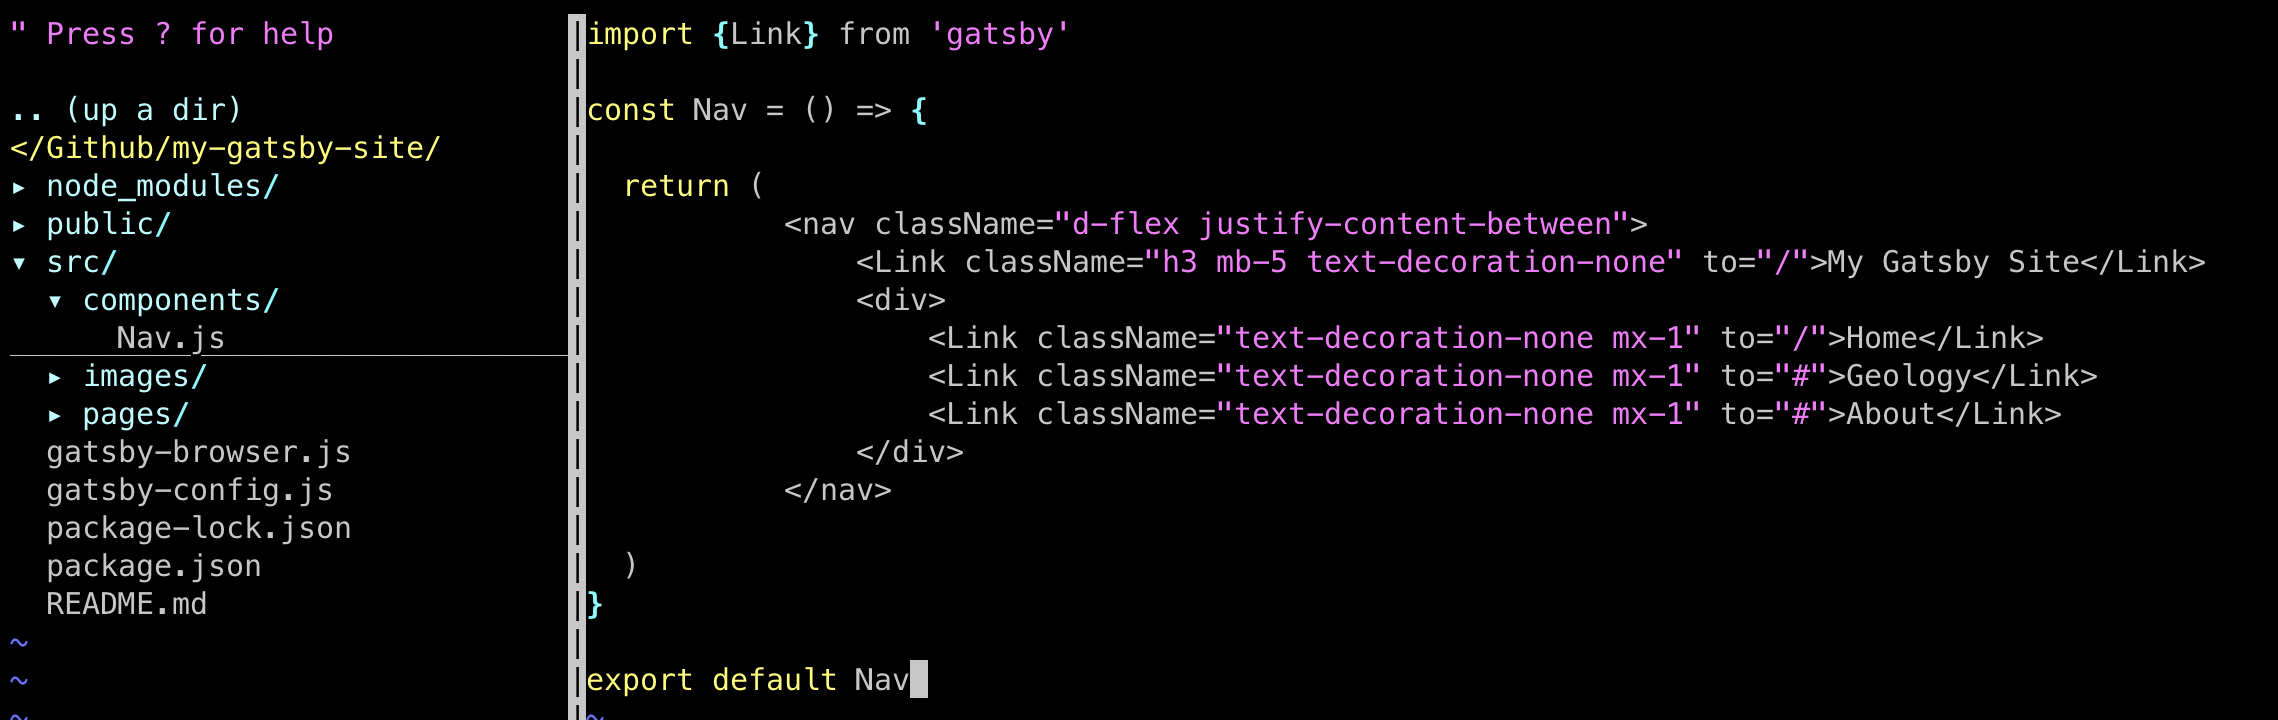 " Press ? for help
.. (up a dir)
</Github/my-gatsby-site/
▸ node_modules/
▸ public/
▾ src/
▾ components/
Nav.js
▸ images/
▸ pages/
gatsby-browser.js
gatsby-config.js
package-lock.json
package.json
README.md
~
~
~
import {Link} from 'gatsby'
const Nav = () => {
return (
<nav className="d-flex justify-content-between">
<Link className="h3 mb-5 text-decoration-none" to="/">My Gatsby Site</Link>
<div>
<Link className="text-decoration-none mx-1" to="/">Home</Link>
<Link className="text-decoration-none mx-1" to="#">Geology</Link>
<Link className="text-decoration-none mx-1" to="#">About</Link>
</div>
</nav>
)
}
export default Nav
~